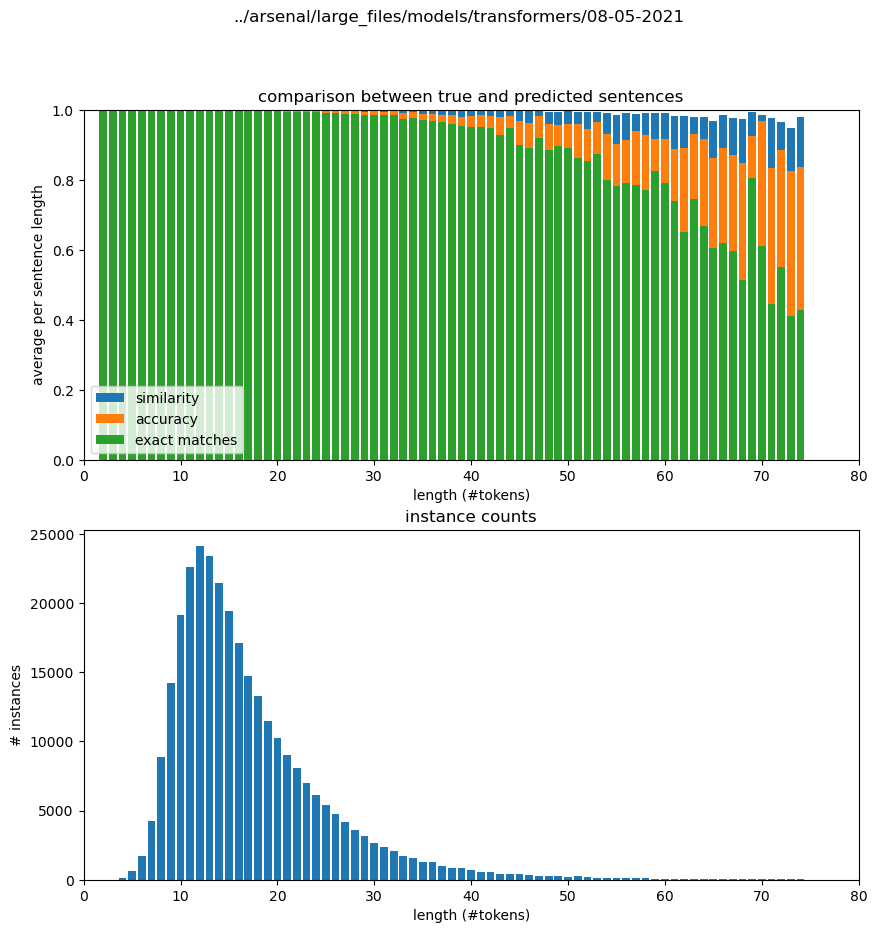 ../arsenal/large_files/models/transformers/08-05-2021
comparison between true and predicted sentences
average per sentence length
1.0
0.8
0.6
0.4
0.2
0.0
similarity
accuracy
exact matches
0 10 20 30 40 50 60 70 80
length (#tokens)
instance counts
# instances
25000
20000
15000
10000
5000
0
0 10 20 30 40 50 60 70 80
length (#tokens)